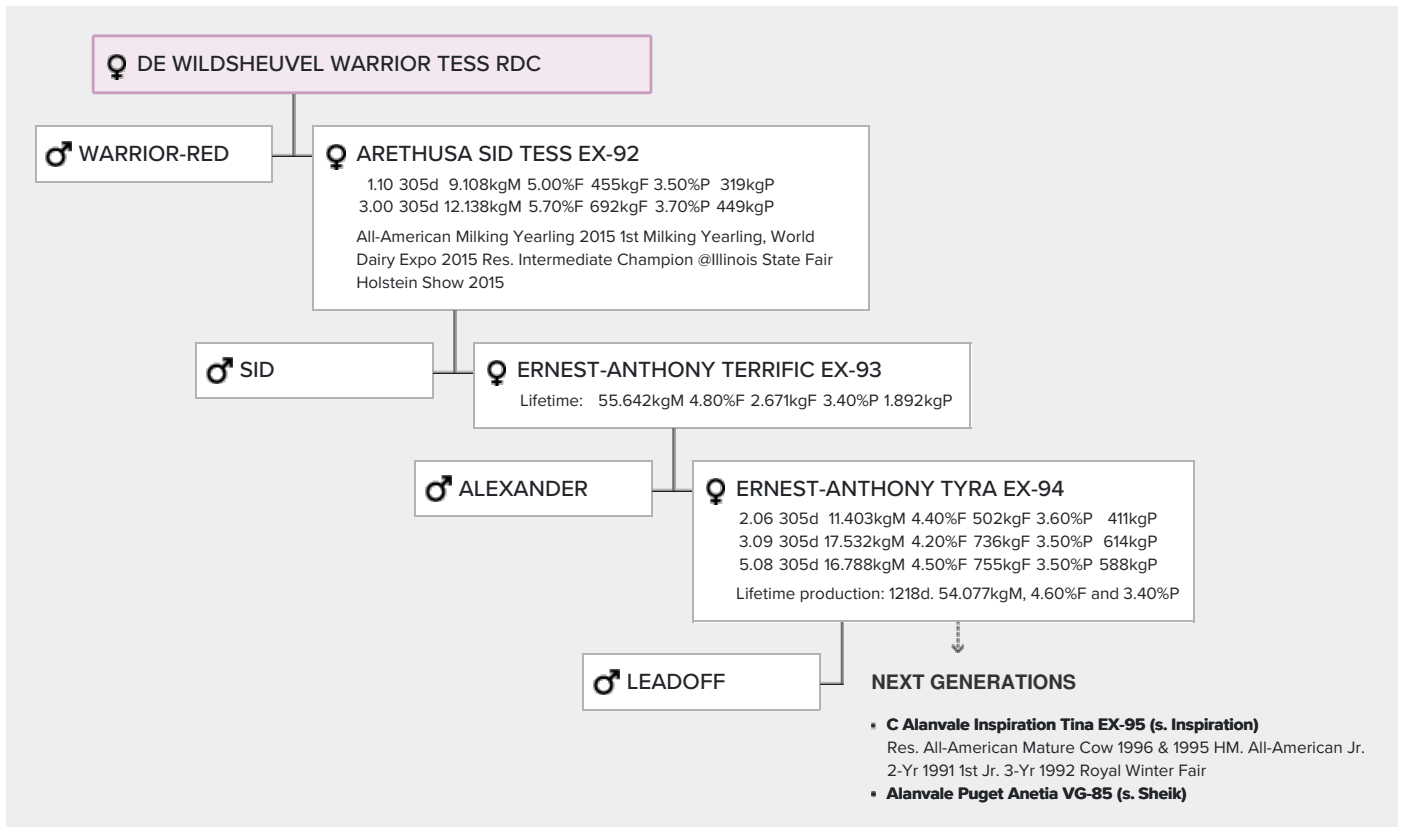 DE WILDSHEUVEL WARRIOR TESS RDC
WARRIOR-RED
ARETHUSA SID TESS EX-92
1.10 305d 9.108kgM 5.00%F 455kgF 3.50%P 319kgP
3.00 305d 12.138kgM 5.70%F 692kgF 3.70%P 449kgP
All-American Milking Yearling 2015 1st Milking Yearling, World
Dairy Expo 2015 Res. Intermediate Champion @Illinois State Fair
Holstein Show 2015
SID
ERNEST-ANTHONY TERRIFIC EX-93
Lifetime: 55.642kgM 4.80%F 2.671kgF 3.40%P 1.892kgP
ALEXANDER
ERNEST-ANTHONY TYRA EX-94
2.06 305d 11.403kgM 4.40%F 502kgF 3.60%P 411kgP
3.09 305d 17.532kgM 4.20%F 736kgF 3.50%P 614kgP
5.08 305d 16.788kgM 4.50%F 755kgF 3.50%P 588kgP
Lifetime production: 1218d. 54.077kgM, 4.60%F and 3.40%P
LEADOFF
NEXT GENERATIONS
▪ C Alanvale Inspiration Tina EX-95 (s. Inspiration)
Res. All-American Mature Cow 1996 & 1995 HM. All-American Jr.
2-Yr 1991 1st Jr. 3-Yr 1992 Royal Winter Fair
▪ Alanvale Puget Anetia VG-85 (s. Sheik)